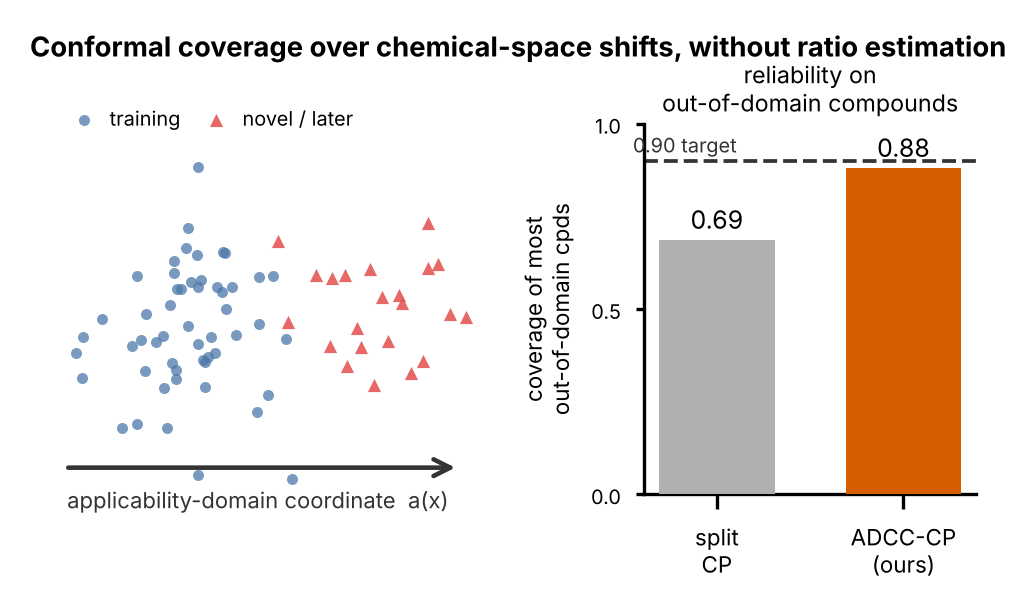 Conformal coverage over chemical-space shifts, without ratio estimation
training
novel / later
applicability-domain coordinate a(x)
reliability on
out-of-domain compounds
coverage of most
out-of-domain cpds
1.0
0.5
0.0
0.90 target
0.69
0.88
split
CP
ADCC-CP
(ours)